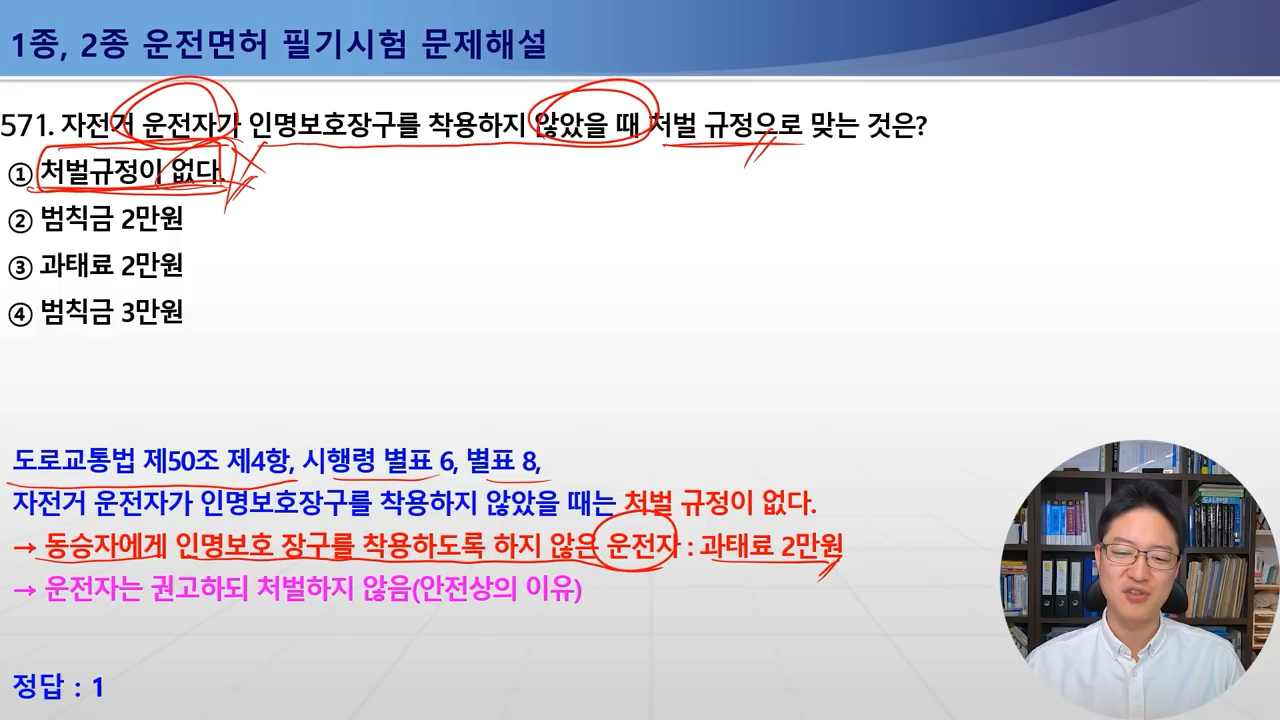 1종, 2종 운전면허 필기시험 문제해설
571. 자전거 운전자가 인명보호장구를 착용하지 않았을 때 처벌 규정으로 맞는 것은?
① 처벌규정이 없다.
② 범칙금 2만원
③ 과태료 2만원
④ 범칙금 3만원
도로교통법 제50조 제4항, 시행령 별표 6, 별표 8,
자전거 운전자가 인명보호장구를 착용하지 않았을 때는 처벌 규정이 없다.
→ 동승자에게 인명보호 장구를 착용하도록 하지 않은 운전자 : 과태료 2만원
→ 운전자는 권고하되 처벌하지 않음(안전상의 이유)
정답 : 1